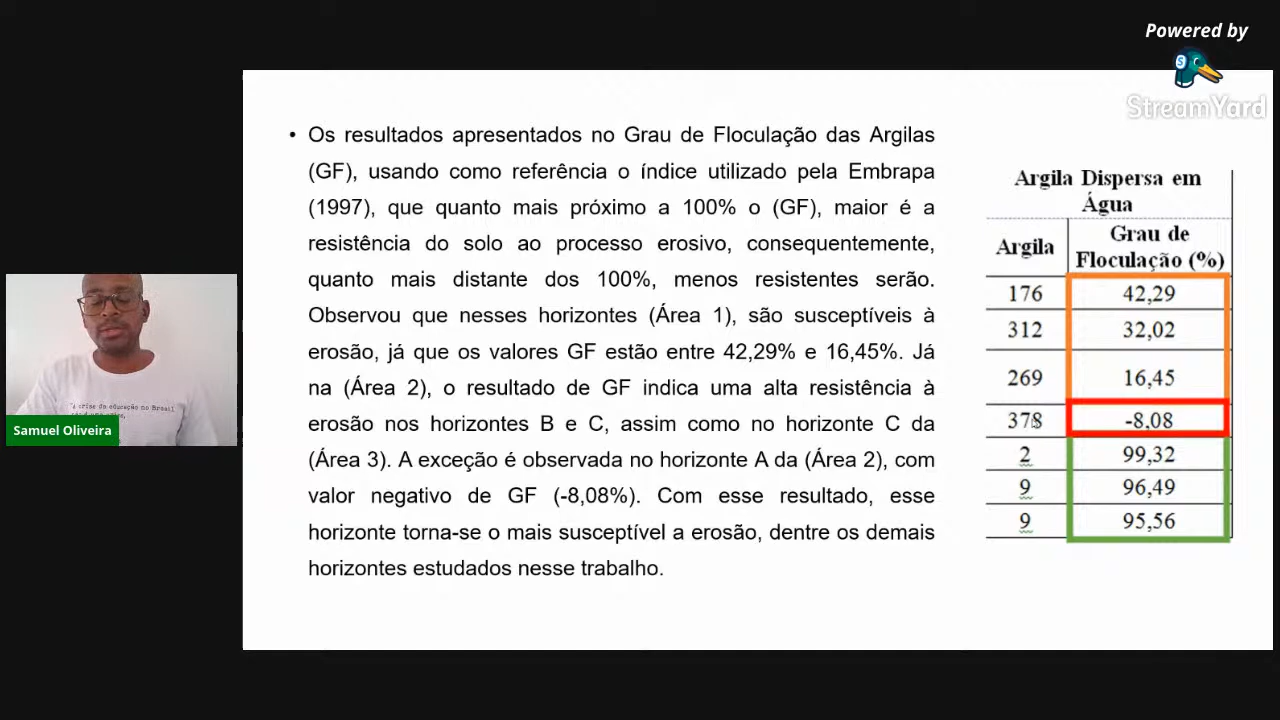 Powered by
StreamYard
• Os resultados apresentados no Grau de Floculação das Argilas
(GF), usando como referência o índice utilizado pela Embrapa
(1997), que quanto mais próximo a 100% o (GF), maior é a
resistência do solo ao processo erosivo, consequentemente,
quanto mais distante dos 100%, menos resistentes serão.
Observou que nesses horizontes (Área 1), são susceptíveis à
erosão, já que os valores GF estão entre 42,29% e 16,45%. Já
na (Área 2), o resultado de GF indica uma alta resistência à
erosão nos horizontes B e C, assim como no horizonte C da
(Área 3). A exceção é observada no horizonte A da (Área 2), com
valor negativo de GF (-8,08%). Com esse resultado, esse
horizonte torna-se o mais susceptível a erosão, dentre os demais
horizontes estudados nesse trabalho.
Argila Dispersa em
Água
Argila
Grau de
Floculação (%)
176 42,29
312 32,02
269 16,45
378 -8,08
2 99,32
9 96,49
9 95,56
"A crise da educação no Brasil
Samuel Oliveira